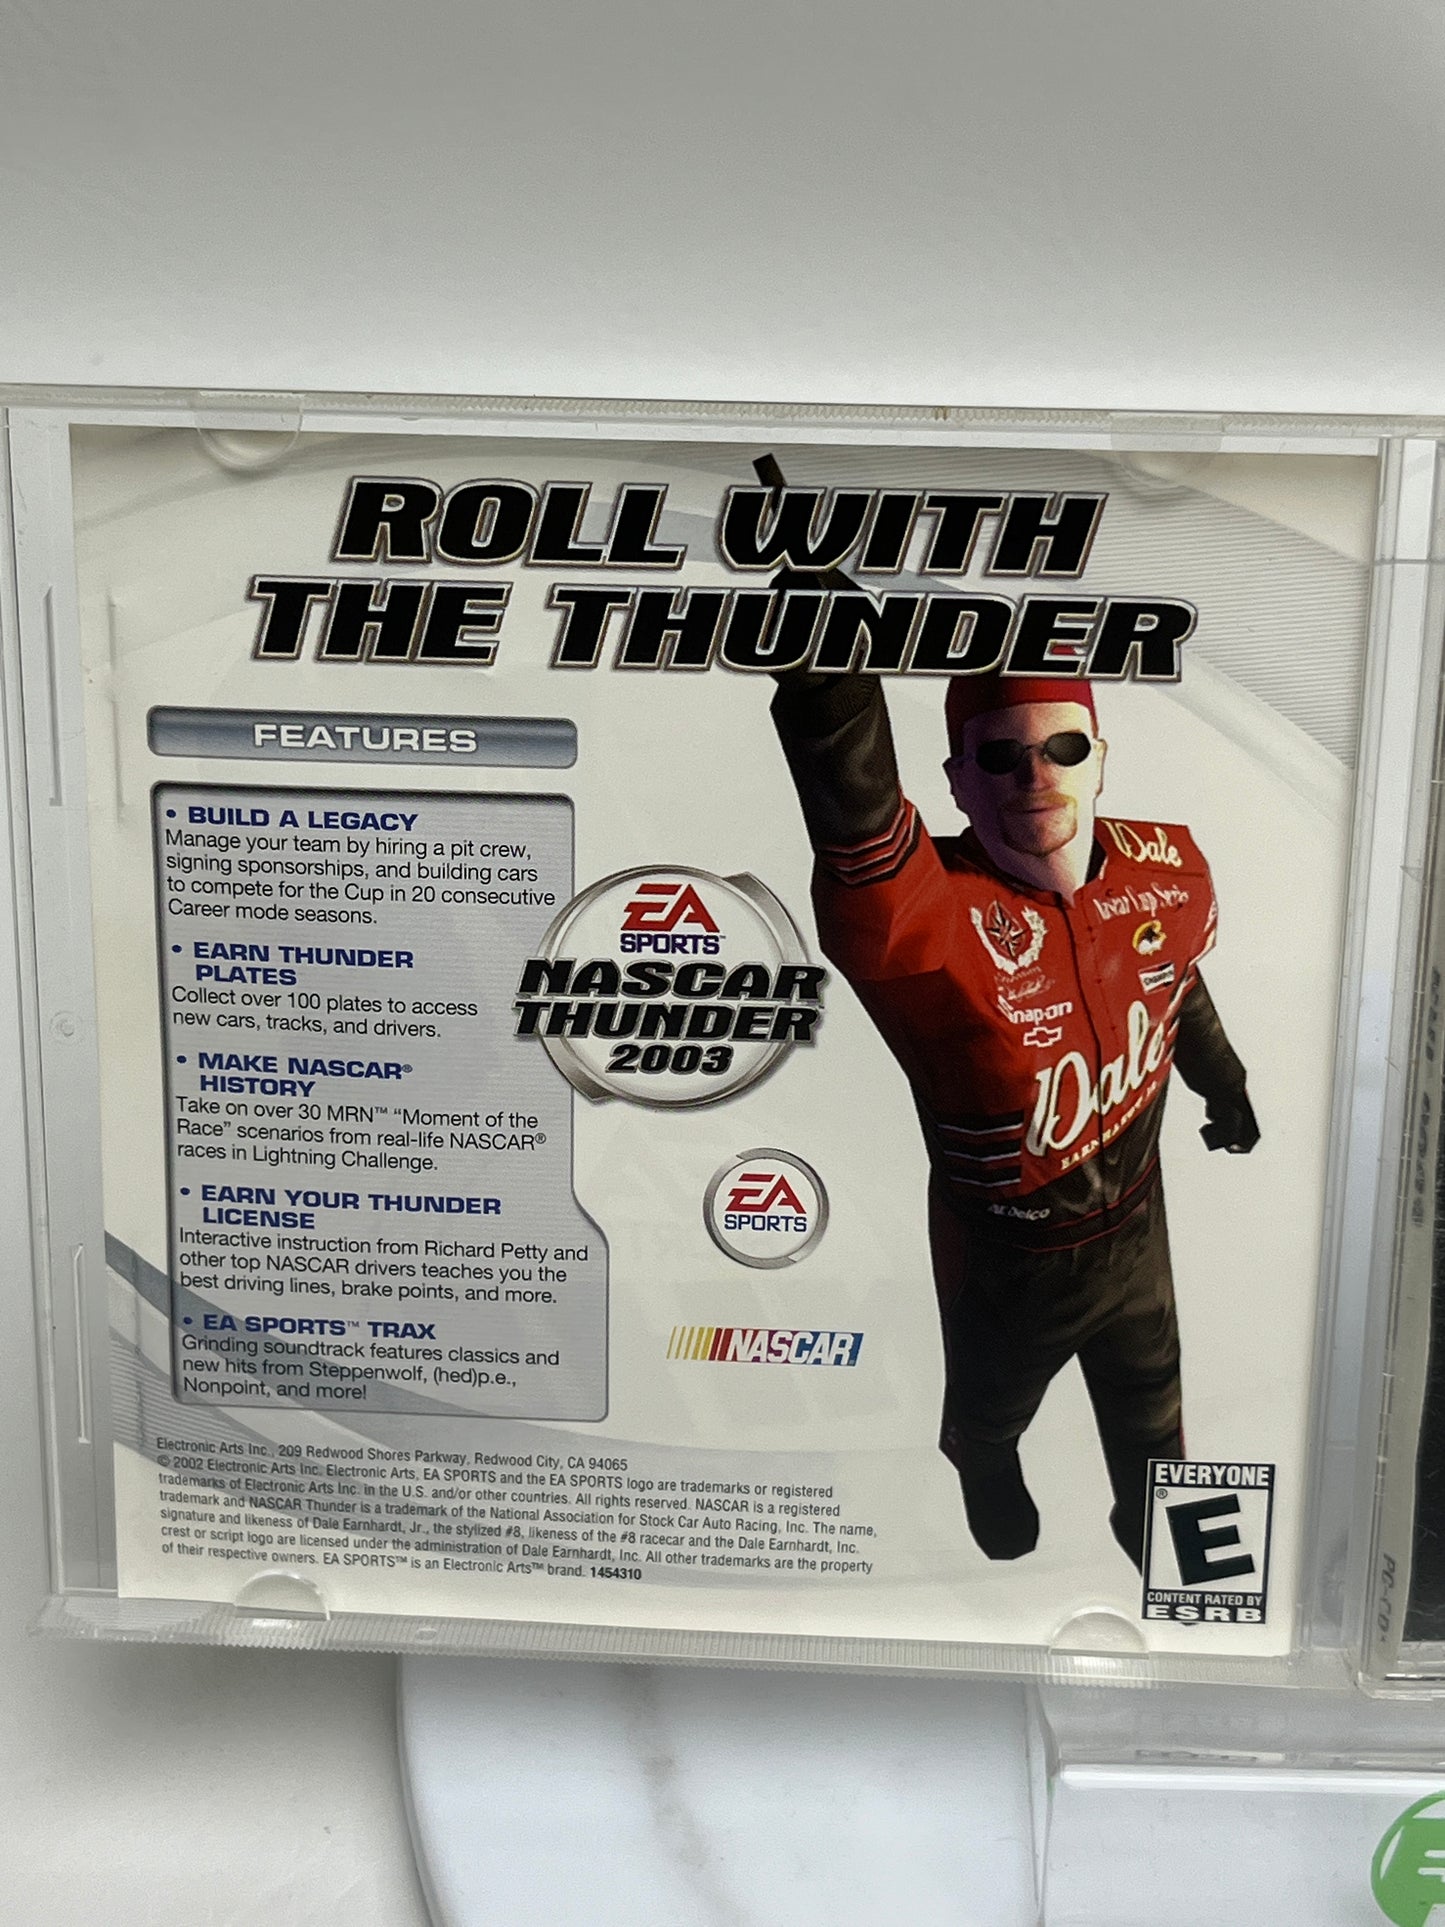 ROLL WITH
THE THUNDER
FEATURES
• BUILD A LEGACY
Manage your team by hiring a pit crew,
signing sponsorships, and building cars
to compete for the Cup in 20 consecutive
Career mode seasons.
• EARN THUNDER
PLATES
Collect over 100 plates to access
new cars, tracks, and drivers.
• MAKE NASCAR®
HISTORY
Take on over 30 MRN™ “Moment of the
Race” scenarios from real-life NASCAR®
races in Lightning Challenge.
• EARN YOUR THUNDER
LICENSE
Interactive instruction from Richard Petty and
other top NASCAR drivers teaches you the
best driving lines, brake points, and more.
• EA SPORTS™ TRAX
Grinding soundtrack features classics and
new hits from Steppenwolf, (hed)p.e.,
Nonpoint, and more!
EA
SPORTS™
NASCAR
THUNDER™
2003
EA
SPORTS™
NASCAR
Dale
Snap-on
Dale
EARNHARDT JR.
Delco
Electronic Arts Inc., 209 Redwood Shores Parkway, Redwood City, CA 94065
© 2002 Electronic Arts Inc. Electronic Arts, EA SPORTS and the EA SPORTS logo are trademarks or registered
trademarks of Electronic Arts Inc. in the U.S. and/or other countries. All rights reserved. NASCAR is a registered
trademark and NASCAR Thunder is a trademark of the National Association for Stock Car Auto Racing, Inc. The name,
signature and likeness of Dale Earnhardt, Jr., the stylized #8, likeness of the #8 racecar and the Dale Earnhardt, Inc.
crest or script logo are licensed under the administration of Dale Earnhardt, Inc. All other trademarks are the property
of their respective owners. EA SPORTS™ is an Electronic Arts™ brand. 1454310
EVERYONE
®
E
CONTENT RATED BY
ESRB
PC-CD